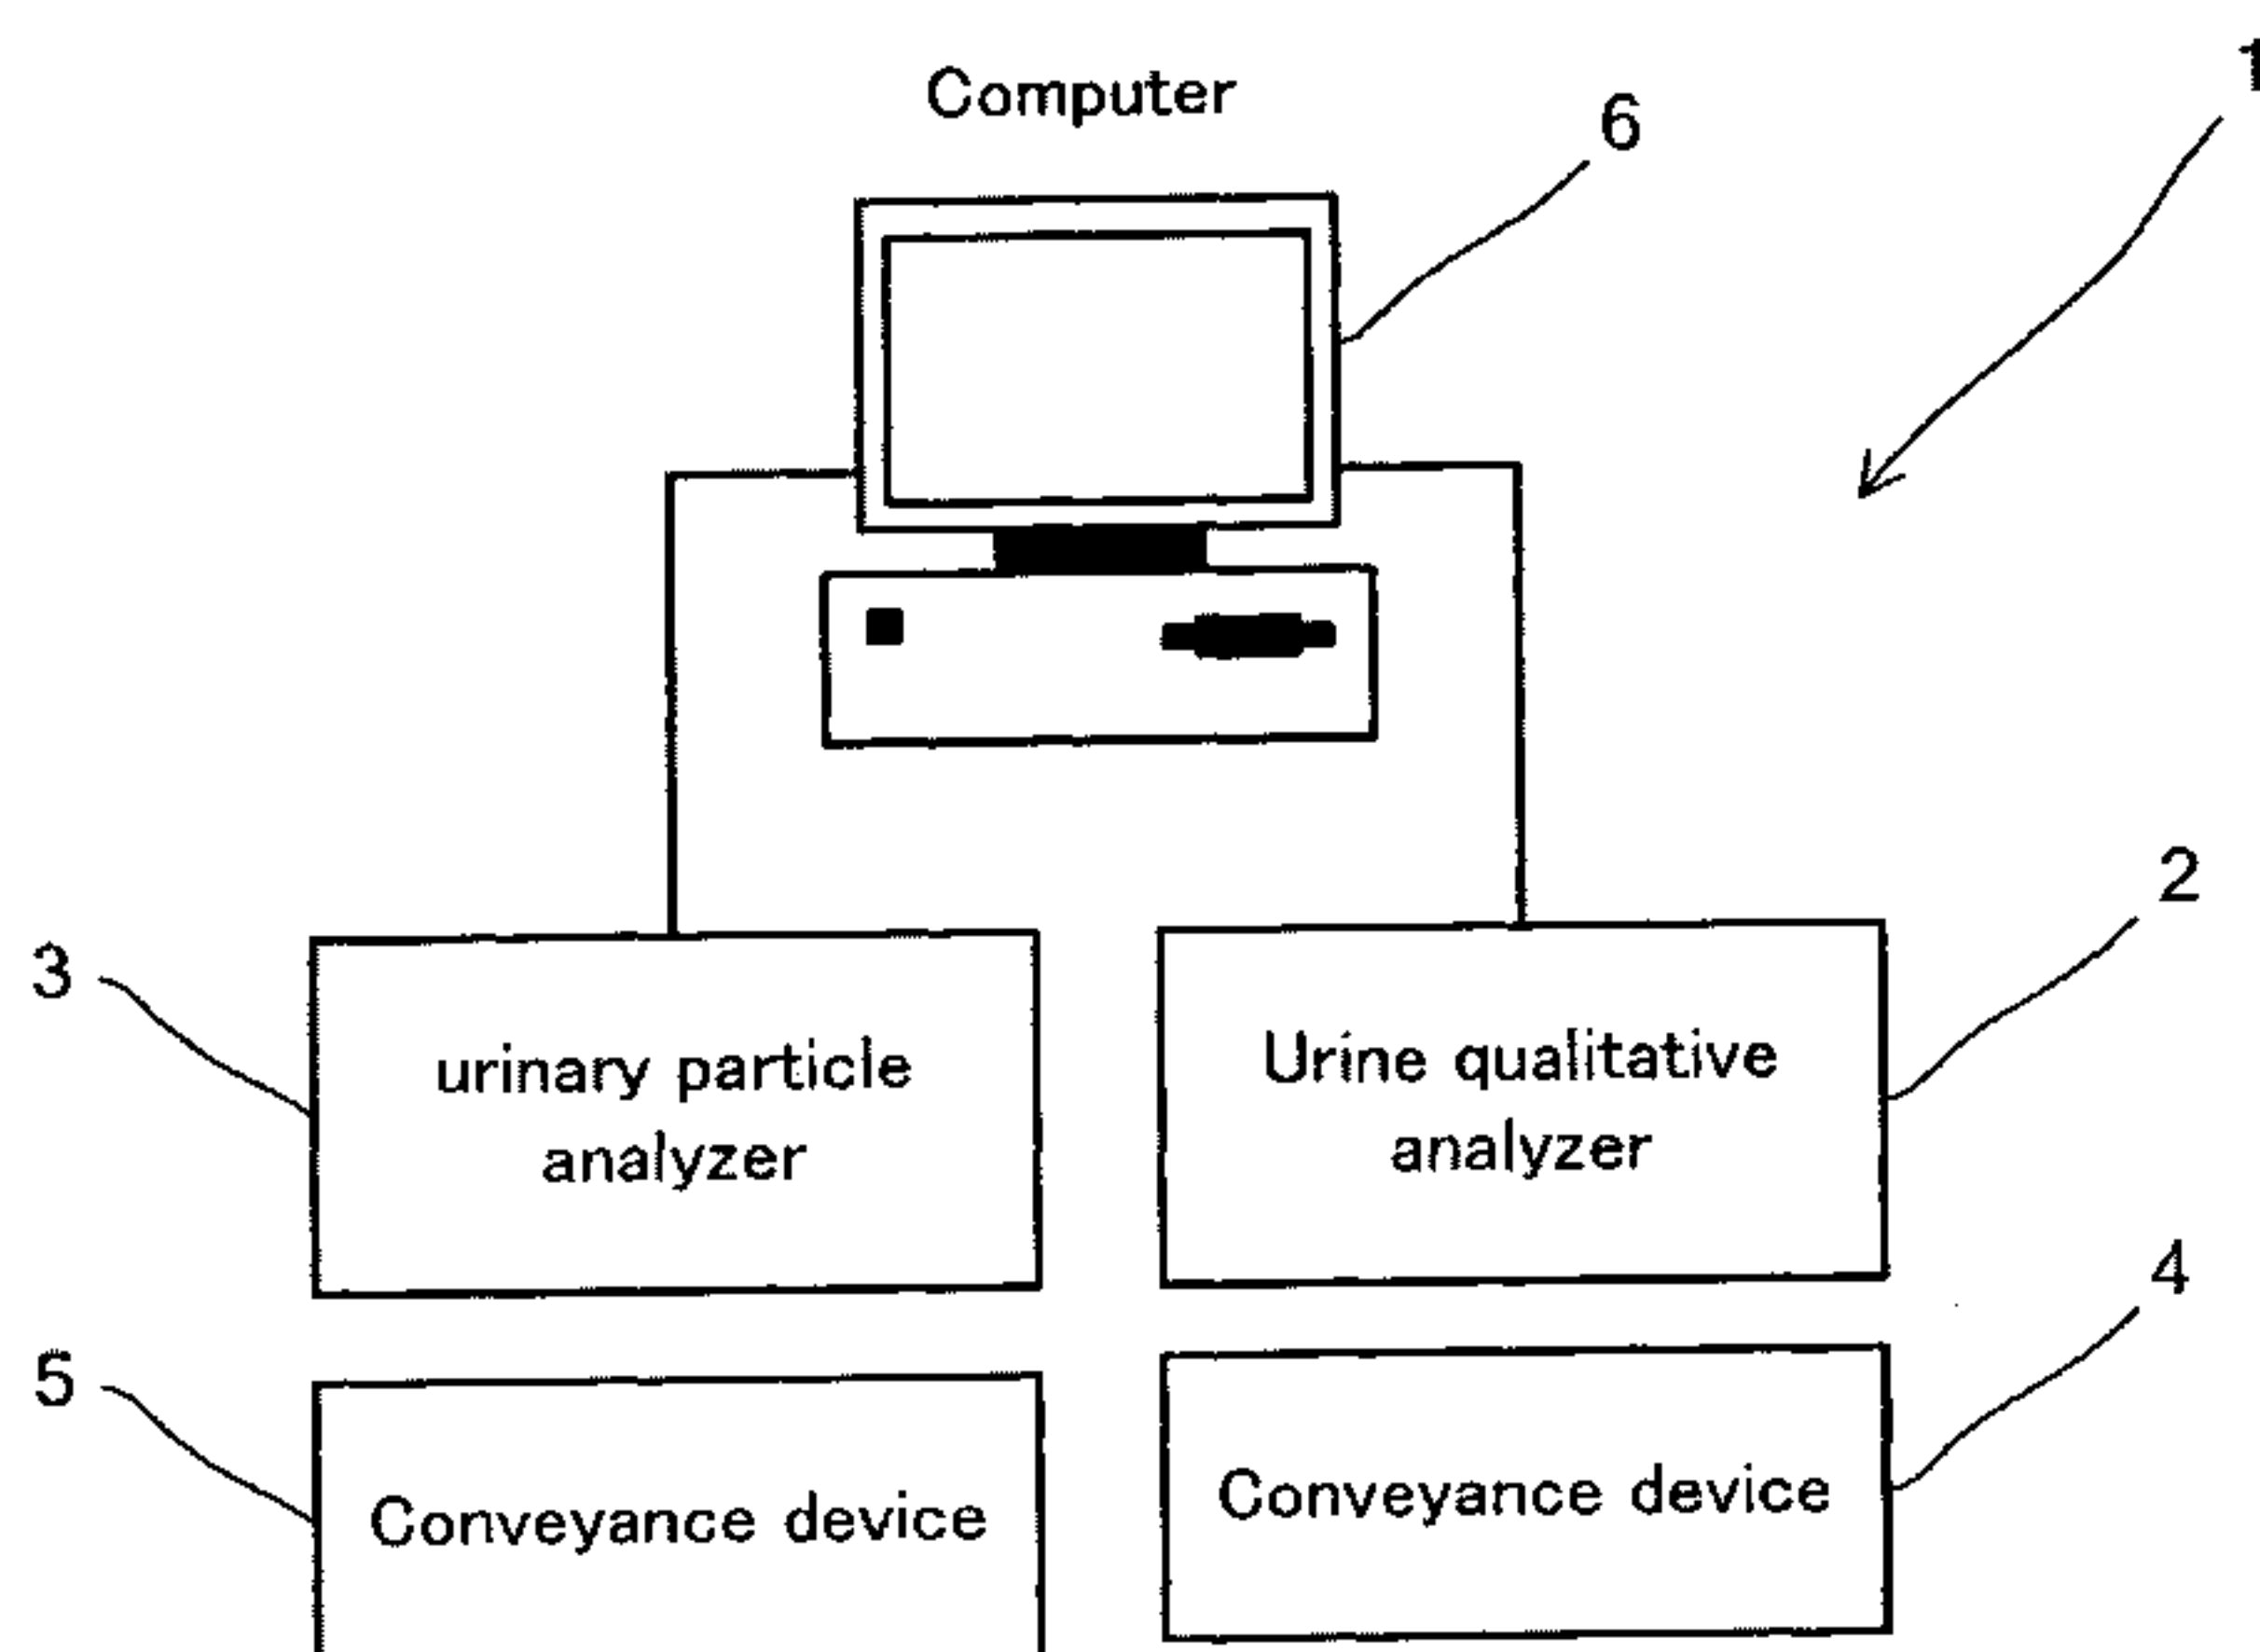 1
Computer
6
2
3
urinary particle
analyzer
Urine qualitative
analyzer
4
5
Conveyance device
Conveyance device